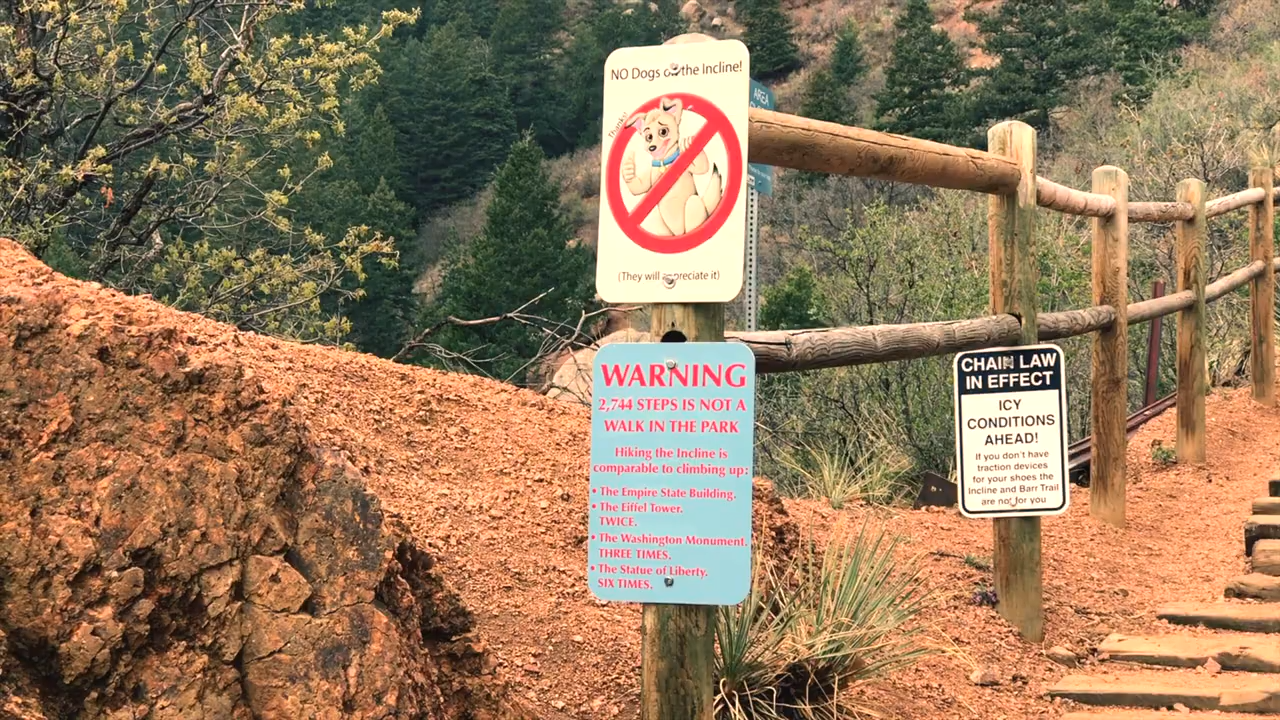 NO Dogs on the Incline!
Thanks!
(They will appreciate it)
AREA
WARNING
2,744 STEPS IS NOT A
WALK IN THE PARK
Hiking the Incline is
comparable to climbing up:
• The Empire State Building.
• The Eiffel Tower.
TWICE.
• The Washington Monument.
THREE TIMES.
• The Statue of Liberty.
SIX TIMES.
CHAIN LAW
IN EFFECT
ICY
CONDITIONS
AHEAD!
If you don't have
traction devices
for your shoes the
Incline and Barr Trail
are not for you